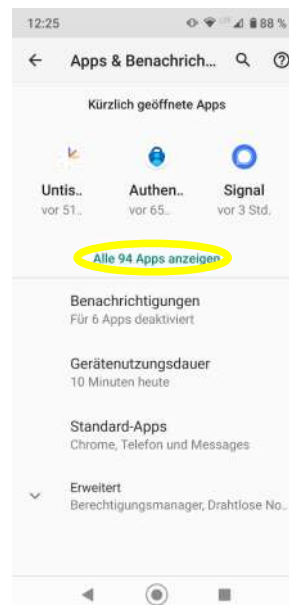 12:25
88 %
Apps & Benachrich...
Kürzlich geöffnete Apps
Untis..
Authen..
Signal
vor 51..
vor 65..
vor 3 Std.
Alle 94 Apps anzeigen
Benachrichtigungen
Für 6 Apps deaktiviert
Gerätenutzungsdauer
10 Minuten heute
Standard-Apps
Chrome, Telefon und Messages
Erweitert
Berechtigungsmanager, Drahtlose No..